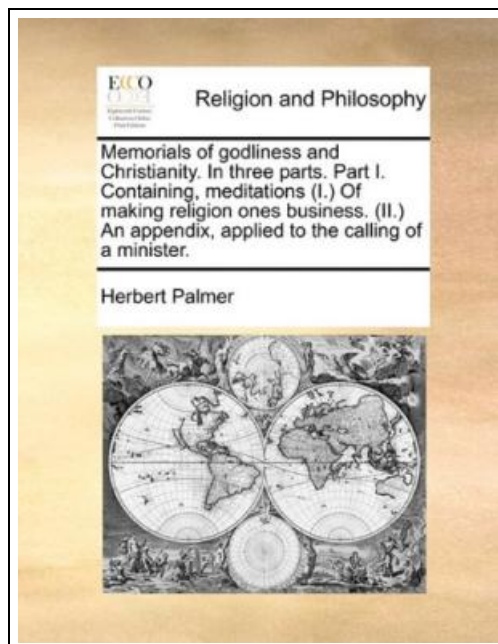 ECCO
Religion and Philosophy
Memorials of godliness and
Christianity. In three parts. Part I.
Containing, meditations (I.) Of
making religion ones business. (II.)
An appendix, applied to the calling of
a minister.
Herbert Palmer